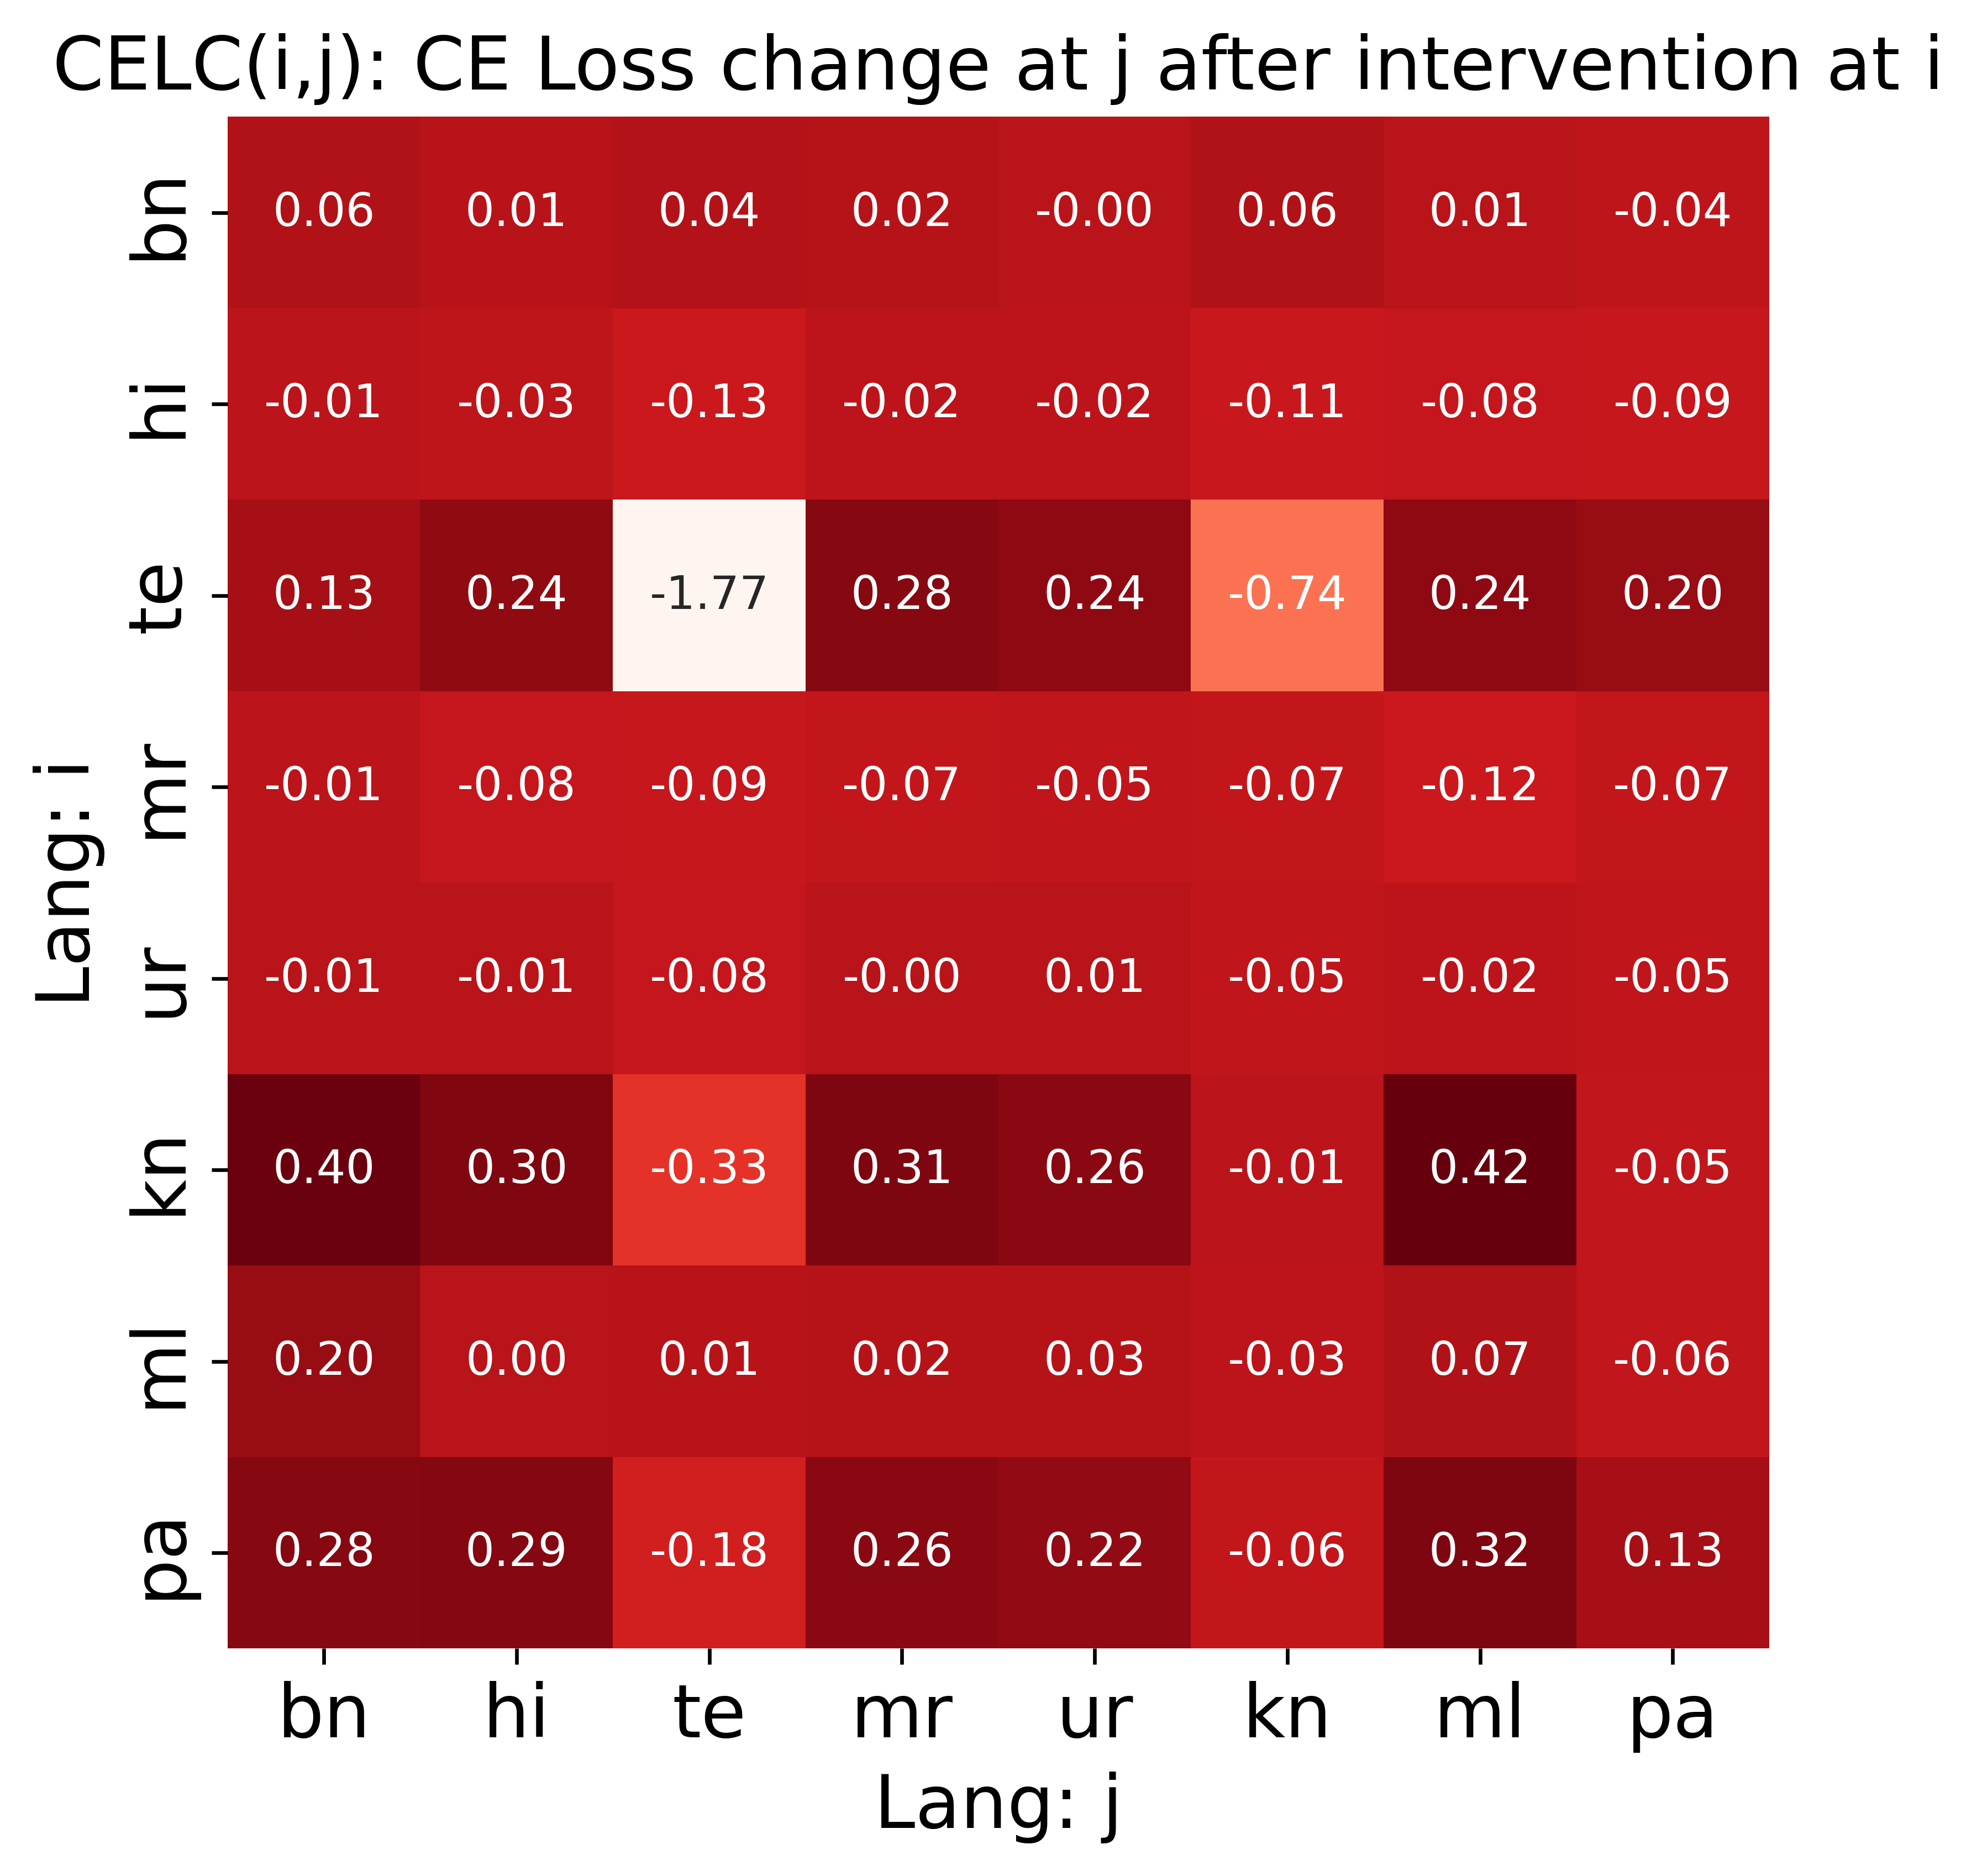 CELC(i,j): CE Loss change at j after intervention at i
bn 0.06 0.01 0.04 0.02 -0.00 0.06 0.01 -0.04
hi -0.01 -0.03 -0.13 -0.02 -0.02 -0.11 -0.08 -0.09
te 0.13 0.24 -1.77 0.28 0.24 -0.74 0.24 0.20
mr -0.01 -0.08 -0.09 -0.07 -0.05 -0.07 -0.12 -0.07
ur -0.01 -0.01 -0.08 -0.00 0.01 -0.05 -0.02 -0.05
kn 0.40 0.30 -0.33 0.31 0.26 -0.01 0.42 -0.05
ml 0.20 0.00 0.01 0.02 0.03 -0.03 0.07 -0.06
pa 0.28 0.29 -0.18 0.26 0.22 -0.06 0.32 0.13
Lang: i
bn hi te mr ur kn ml pa
Lang: j